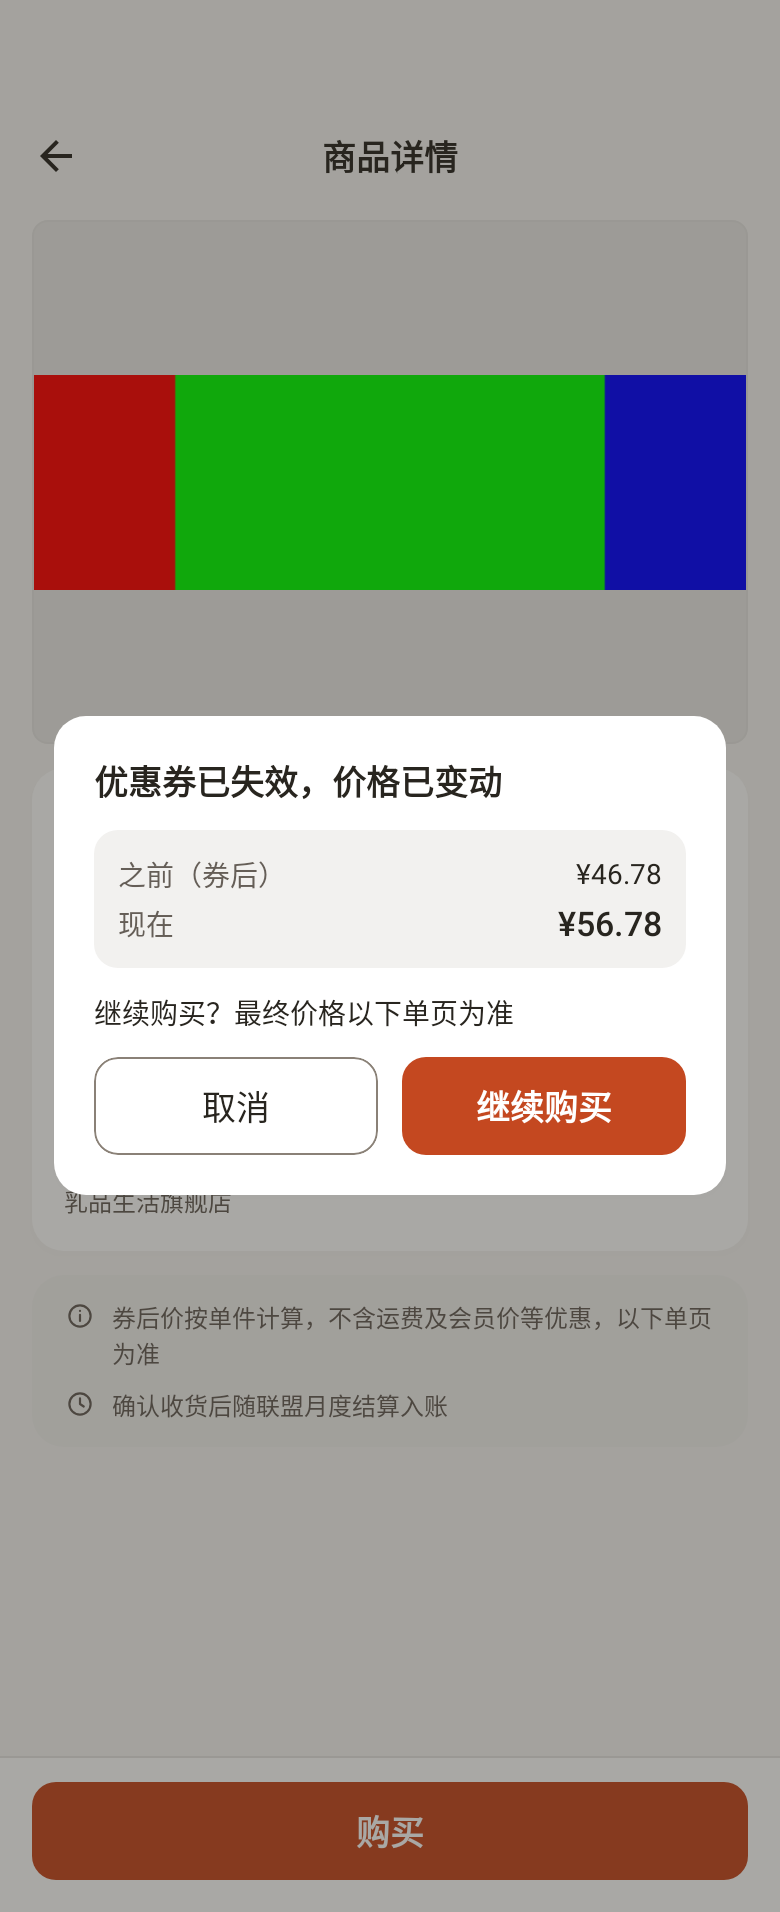 商品详情
优惠券已失效，价格已变动
之前（券后） ¥46.78
现在 ¥56.78
继续购买？最终价格以下单页为准
取消 继续购买
乳品生活旗舰店
券后价按单件计算，不含运费及会员价等优惠，以下单页
为准
确认收货后随联盟月度结算入账
购买